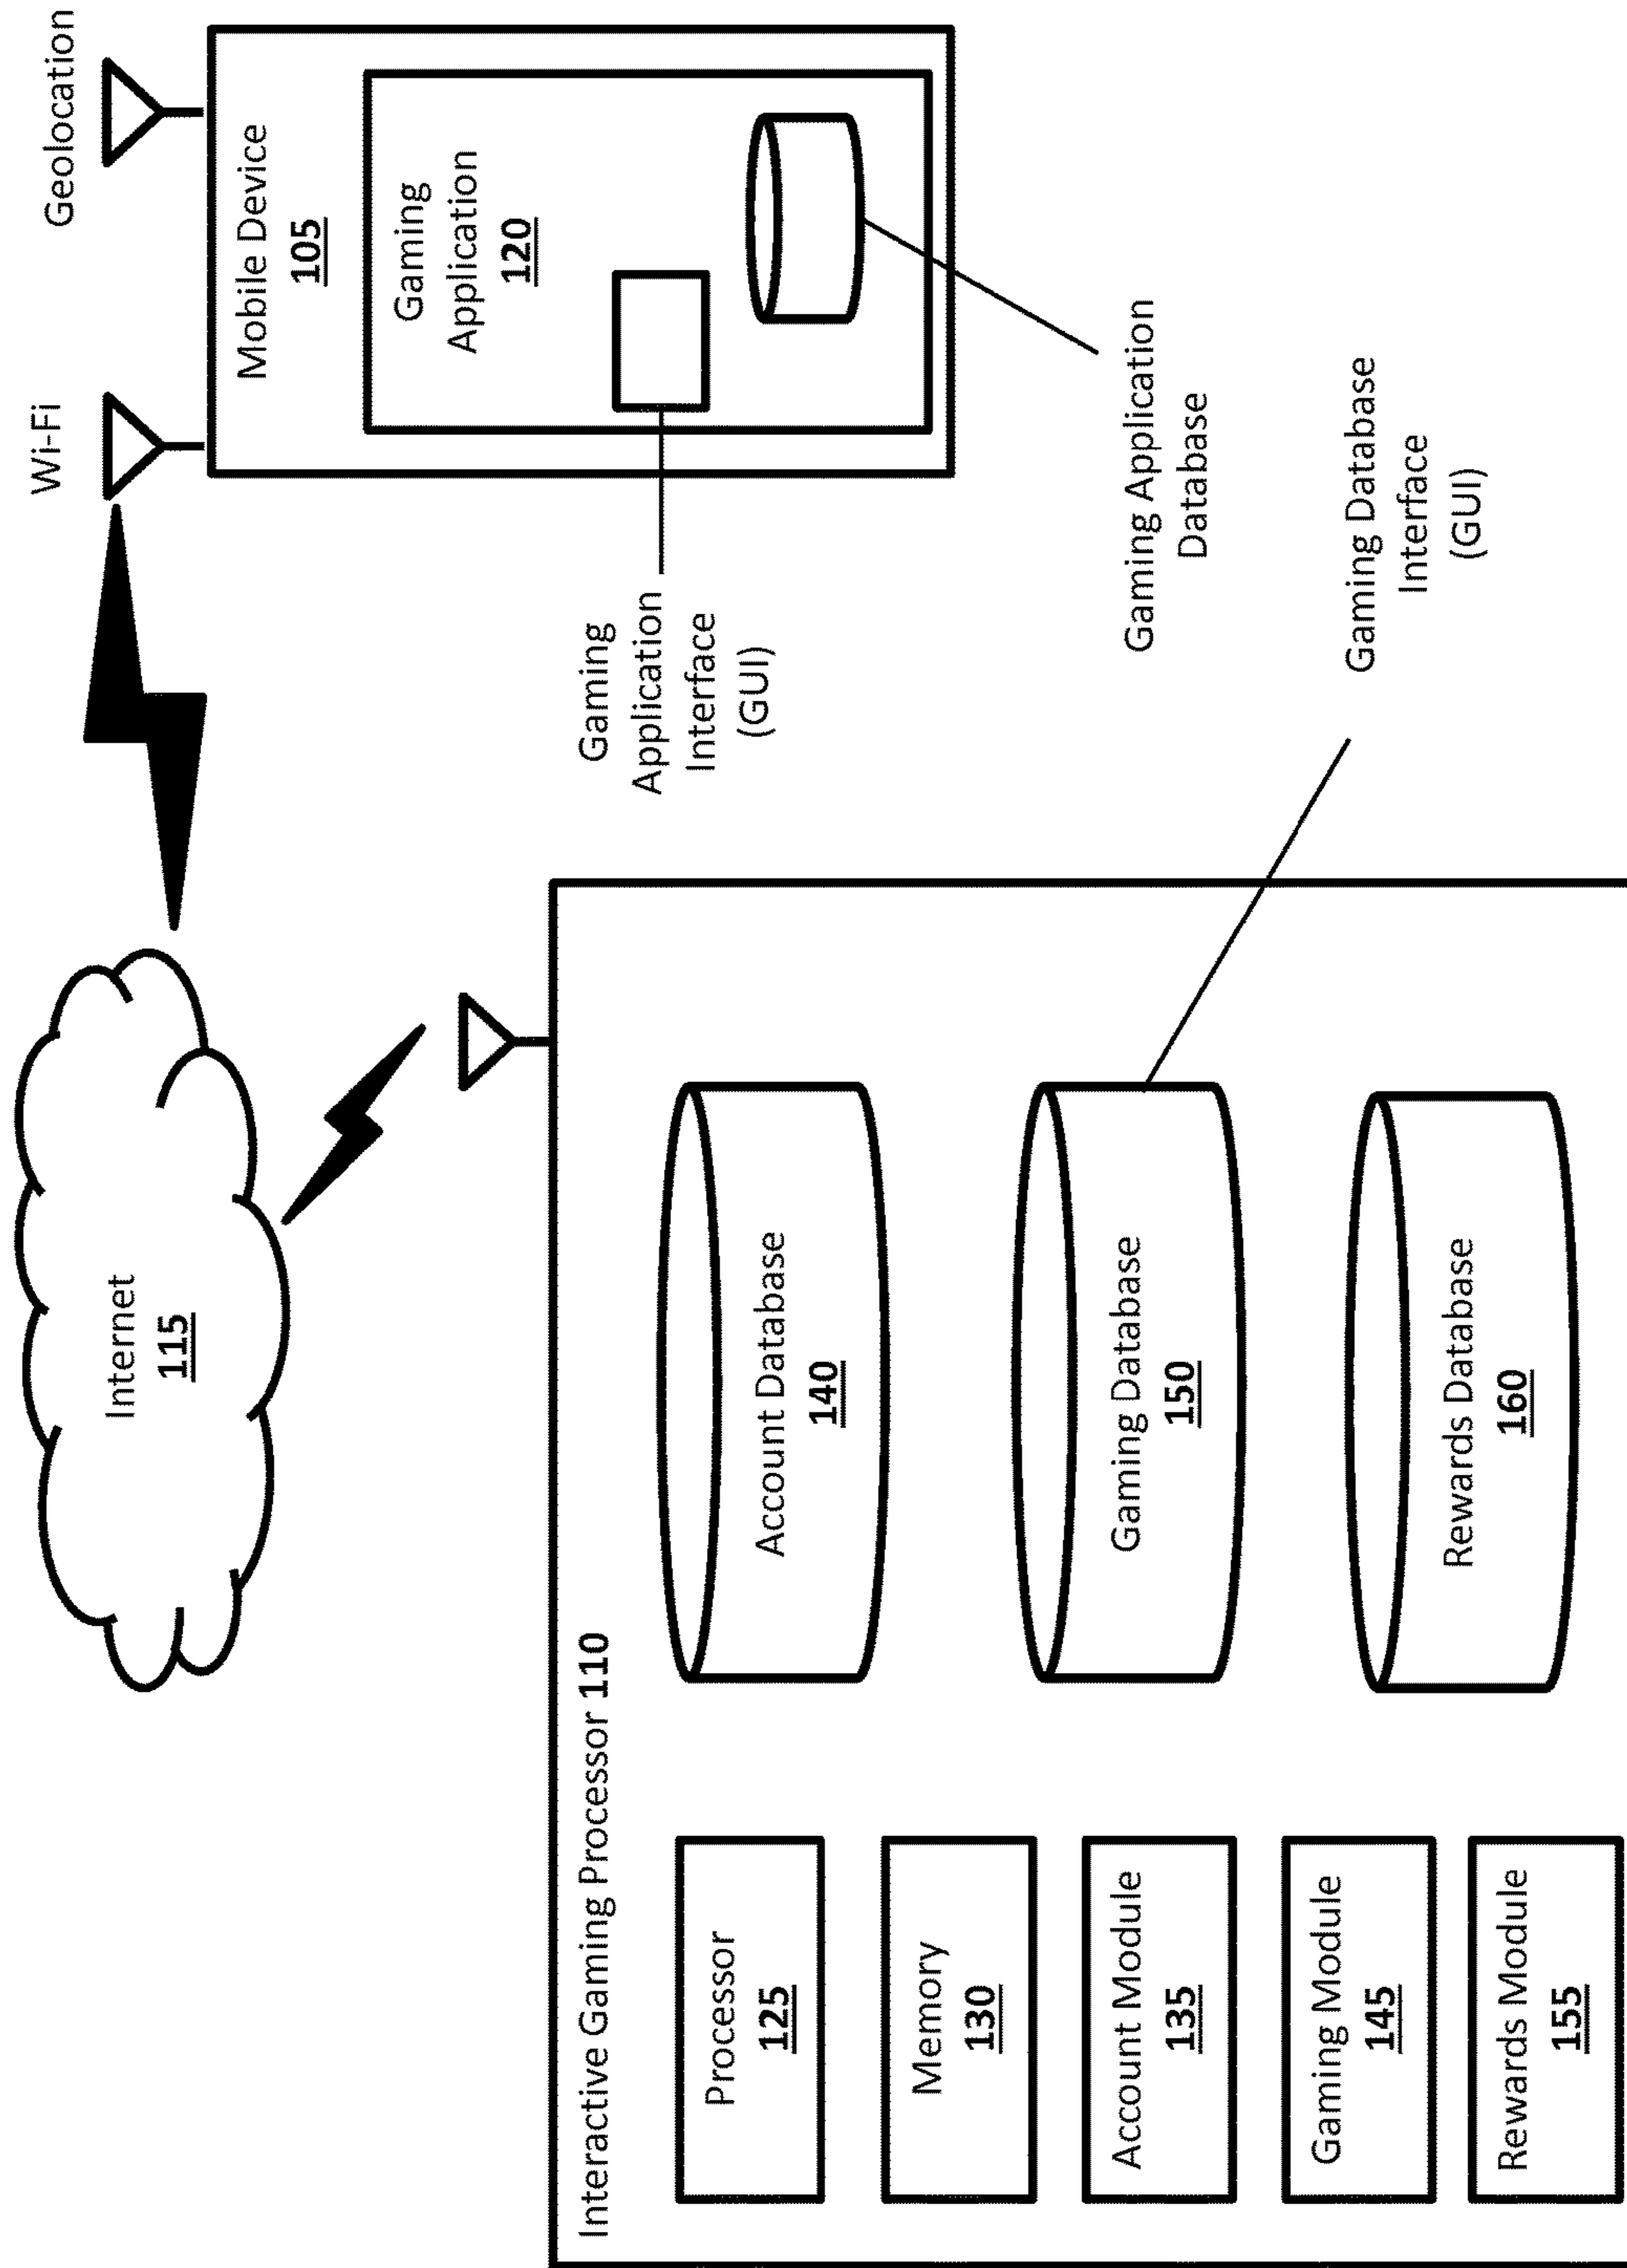 Internet
115
Wi-Fi
Geolocation
Mobile Device
105
Gaming
Application
120
Gaming
Application
Interface
(GUI)
Gaming Application
Database
Gaming Database
Interface
(GUI)
Interactive Gaming Processor 110
Processor
125
Memory
130
Account Module
135
Gaming Module
145
Rewards Module
155
Account Database
140
Gaming Database
150
Rewards Database
160